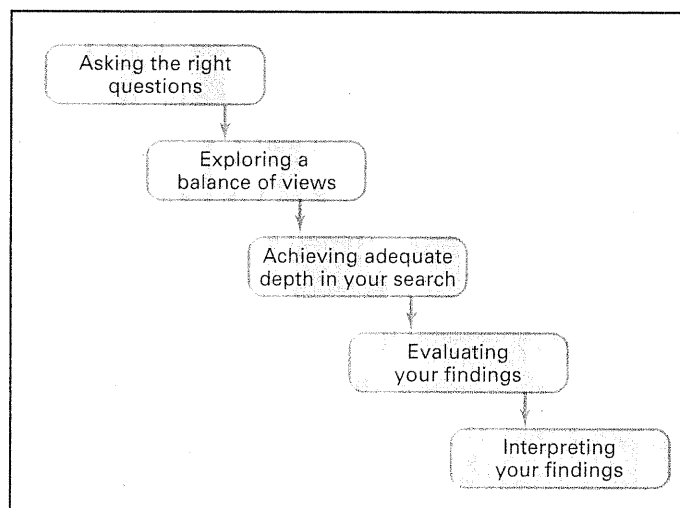 Asking the right
questions
Exploring a
balance of views
Achieving adequate
depth in your search
Evaluating
your findings
Interpreting
your findings